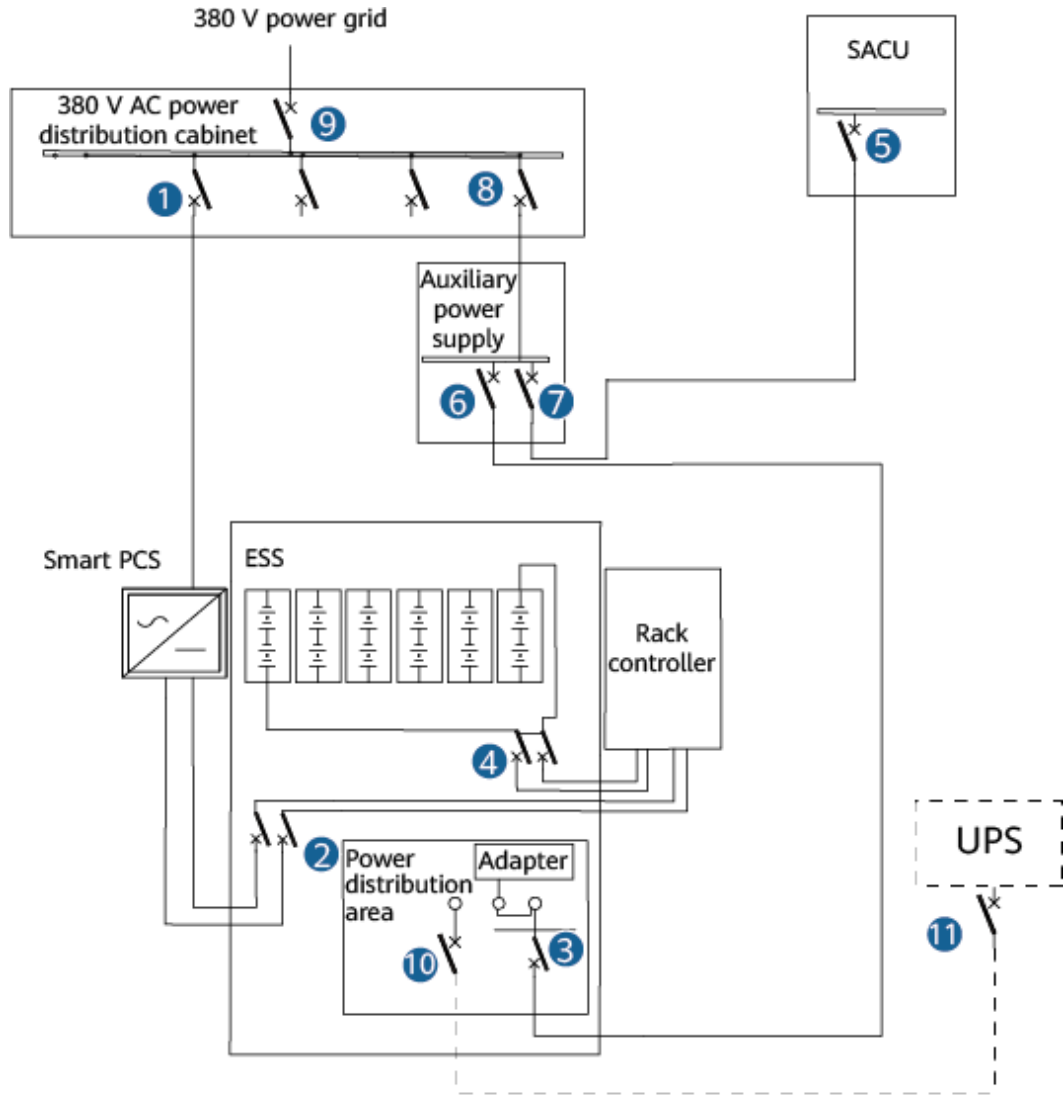 380 V power grid
SACU
380 V AC power
distribution cabinet
9
5
1
8
Auxiliary
power
supply
6
7
Smart PCS
ESS
Rack
controller
4
2
Power
distribution
area
Adapter
UPS
10
3
11